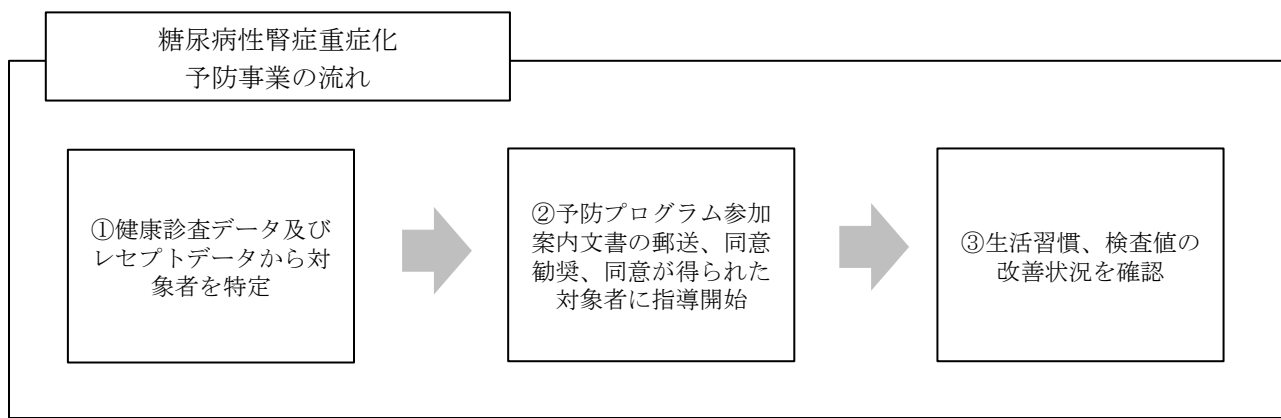 糖尿病性腎症重症化
予防事業の流れ
①健康診査データ及び
レセプトデータから対
象者を特定
②予防プログラム参加
案内文書の郵送、同意
勧奨、同意が得られた
対象者に指導開始
③生活習慣、検査値の
改善状況を確認